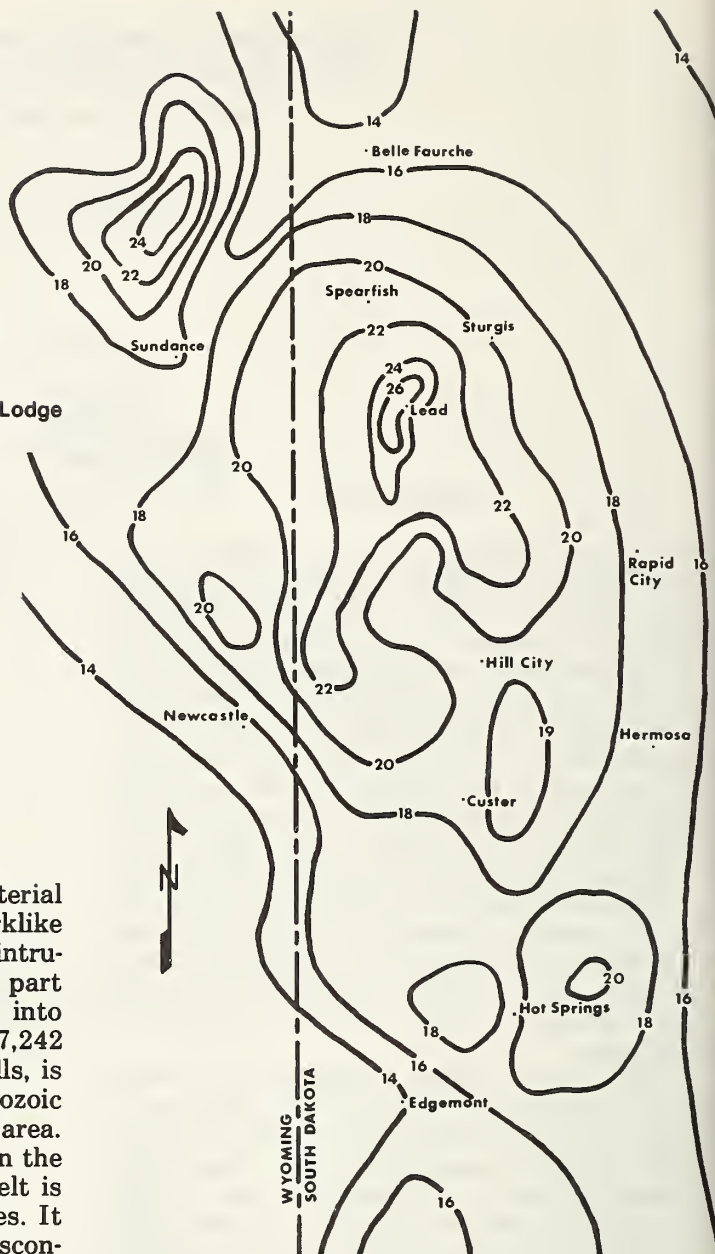 14
14
Belle Faurche
16
18
24
20
22
18
20
Spearfish
Sundance
22
Sturgis
24
26
Lead
Lodge
20
18
16
22
18
20
Rapid
City
16
20
14
22
Hill City
Newcastle
19
Hermosa
20
Custer
18
N
terial
rklike
intru-
part
into
7,242
lls, is
ozoic
area.
n the
elt is
es. It
scon-
20
Hot Springs
18
18
16
16
14
Edgemont
WYOMING
SOUTH DAKOTA
16